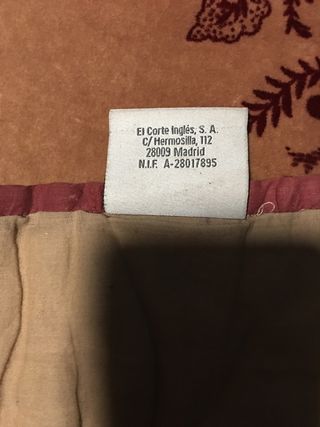 El Corte Inglés, S. A.
C/ Hermosilla, 112
28009 Madrid
N.I.F. A-28017895